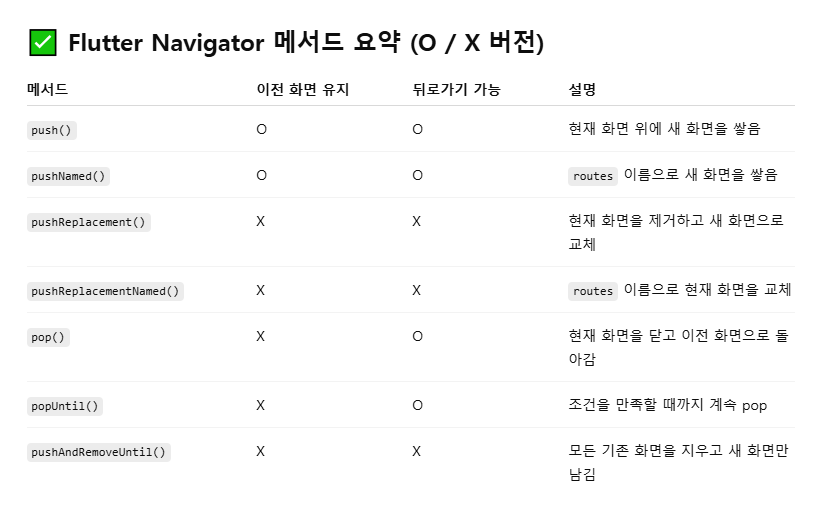 ✅ Flutter Navigator 메서드 요약 (O / X 버전)
메서드 이전 화면 유지 뒤로가기 가능 설명
push() O O 현재 화면 위에 새 화면을 쌓음
pushNamed() O O routes 이름으로 새 화면을 쌓음
pushReplacement() X X 현재 화면을 제거하고 새 화면으로
교체
pushReplacementNamed() X X routes 이름으로 현재 화면을 교체
pop() X O 현재 화면을 닫고 이전 화면으로 돌
아감
popUntil() X O 조건을 만족할 때까지 계속 pop
pushAndRemoveUntil() X X 모든 기존 화면을 지우고 새 화면만
남김